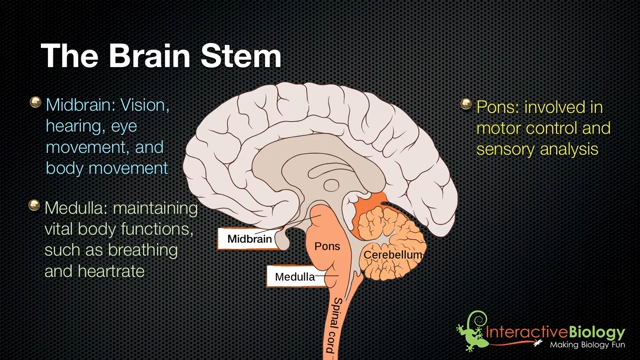 The Brain Stem
Midbrain: Vision,
hearing, eye
movement, and
body movement
Medulla: maintaining
vital body functions,
such as breathing
and heartrate
Pons: involved in
motor control and
sensory analysis
Midbrain
Pons
Cerebellum
Medulla
Spinal cord
InteractiveBiology
Making Biology Fun